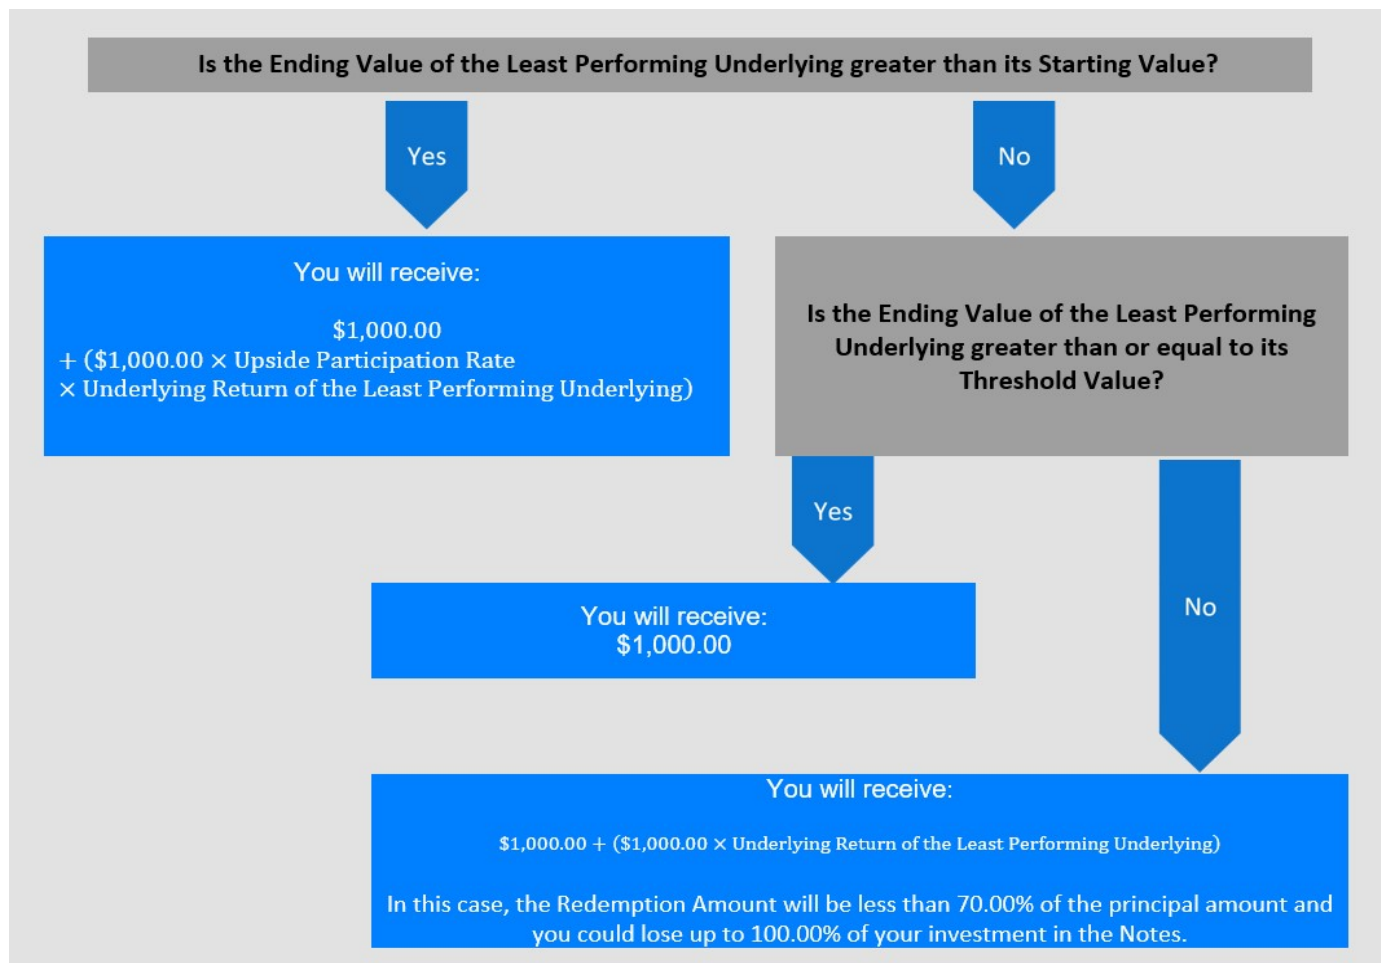 Is the Ending Value of the Least Performing Underlying greater than its Starting Value?
Yes
No
You will receive:
$1,000.00
+ ($1,000.00 × Upside Participation Rate
× Underlying Return of the Least Performing Underlying)
Is the Ending Value of the Least Performing
Underlying greater than or equal to its
Threshold Value?
Yes
No
You will receive:
$1,000.00
You will receive:
$1,000.00 + ($1,000.00 × Underlying Return of the Least Performing Underlying)
In this case, the Redemption Amount will be less than 70.00% of the principal amount and
you could lose up to 100.00% of your investment in the Notes.